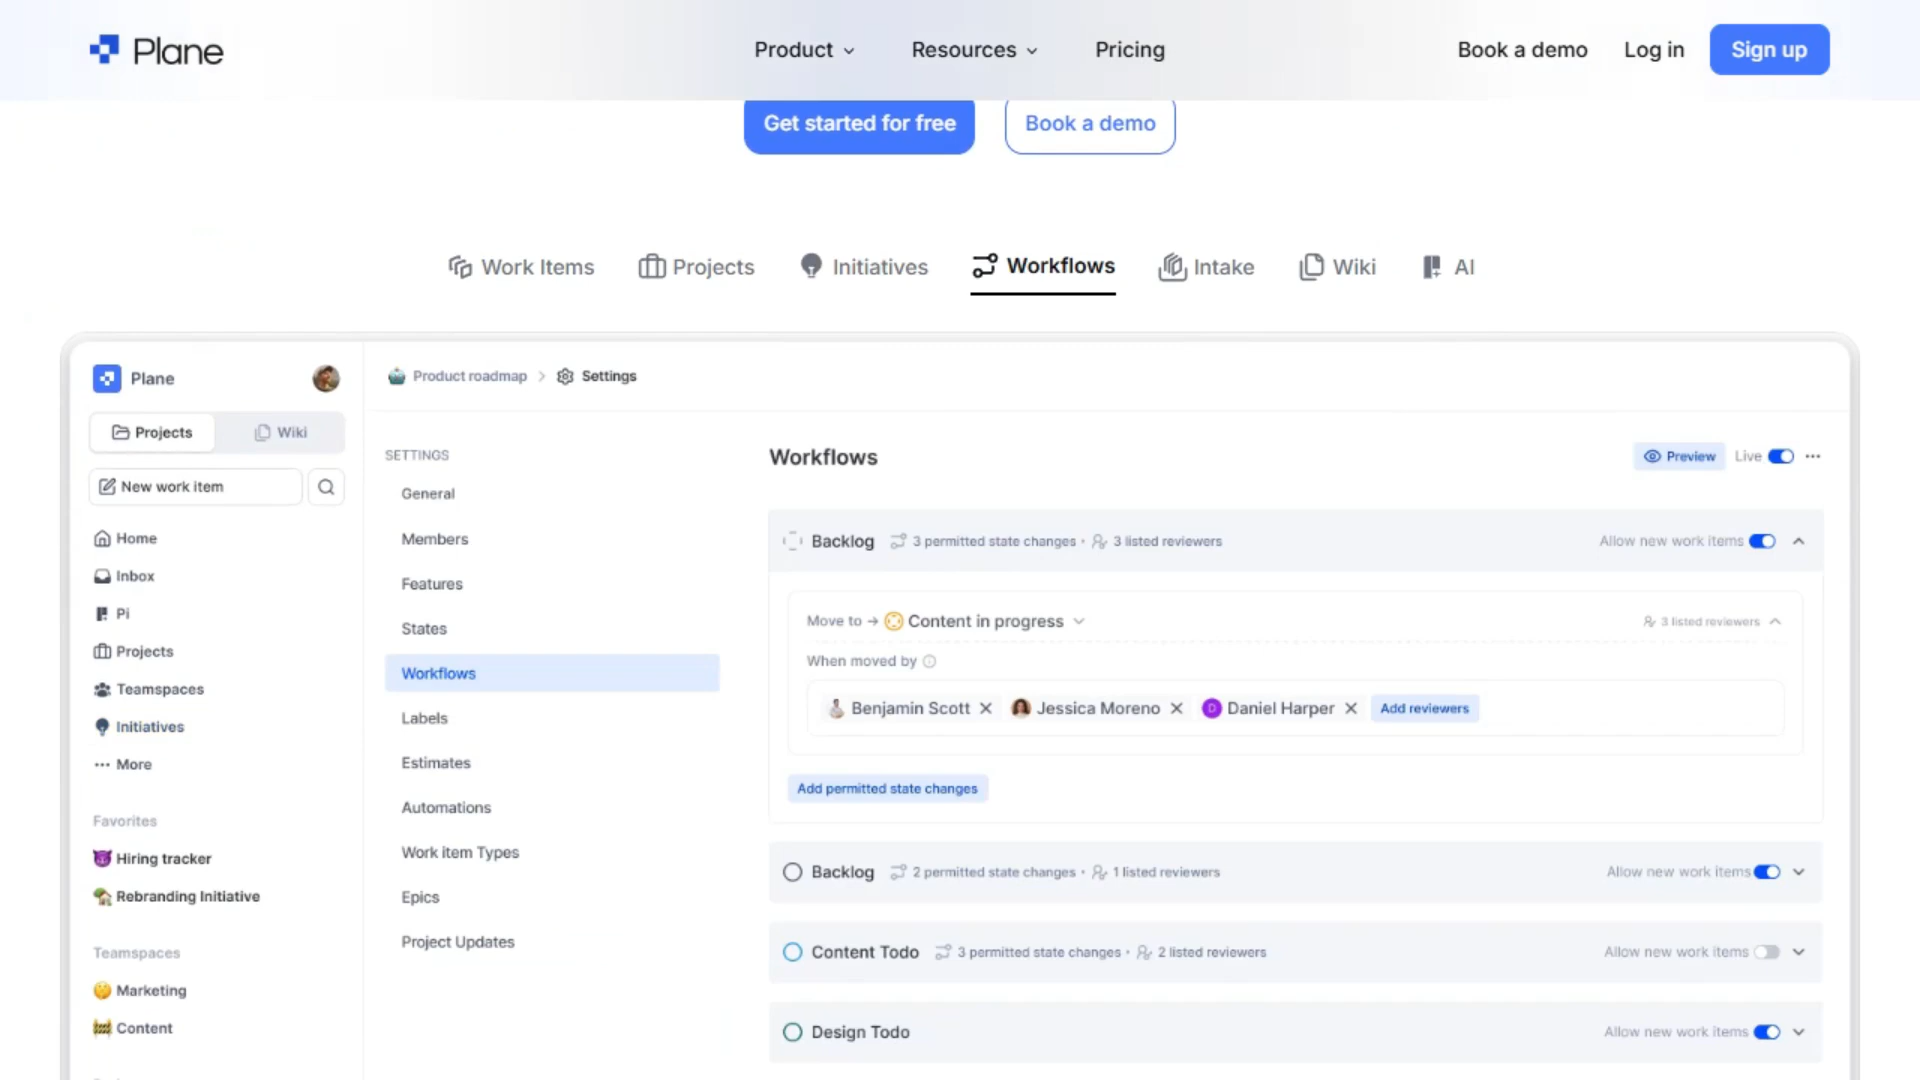 Plane
Product
Resources
Pricing
Book a demo
Log in
Sign up
Get started for free
Book a demo
Work Items
Projects
Initiatives
Workflows
Intake
Wiki
AI
Plane
Projects
Wiki
New work item
Home
Inbox
Pi
Projects
Teamspaces
Initiatives
More
Favorites
Hiring tracker
Rebranding Initiative
Teamspaces
Marketing
Content
Product roadmap > Settings
SETTINGS
General
Members
Features
States
Workflows
Labels
Estimates
Automations
Work item Types
Epics
Project Updates
Workflows
Preview
Live
Backlog 3 permitted state changes • 3 listed reviewers
Allow new work items
Move to → Content in progress
3 listed reviewers
When moved by
Benjamin Scott
Jessica Moreno
D Daniel Harper
Add reviewers
Add permitted state changes
Backlog 2 permitted state changes • 1 listed reviewers
Allow new work items
Content Todo 3 permitted state changes • 2 listed reviewers
Allow new work items
Design Todo
Allow new work items